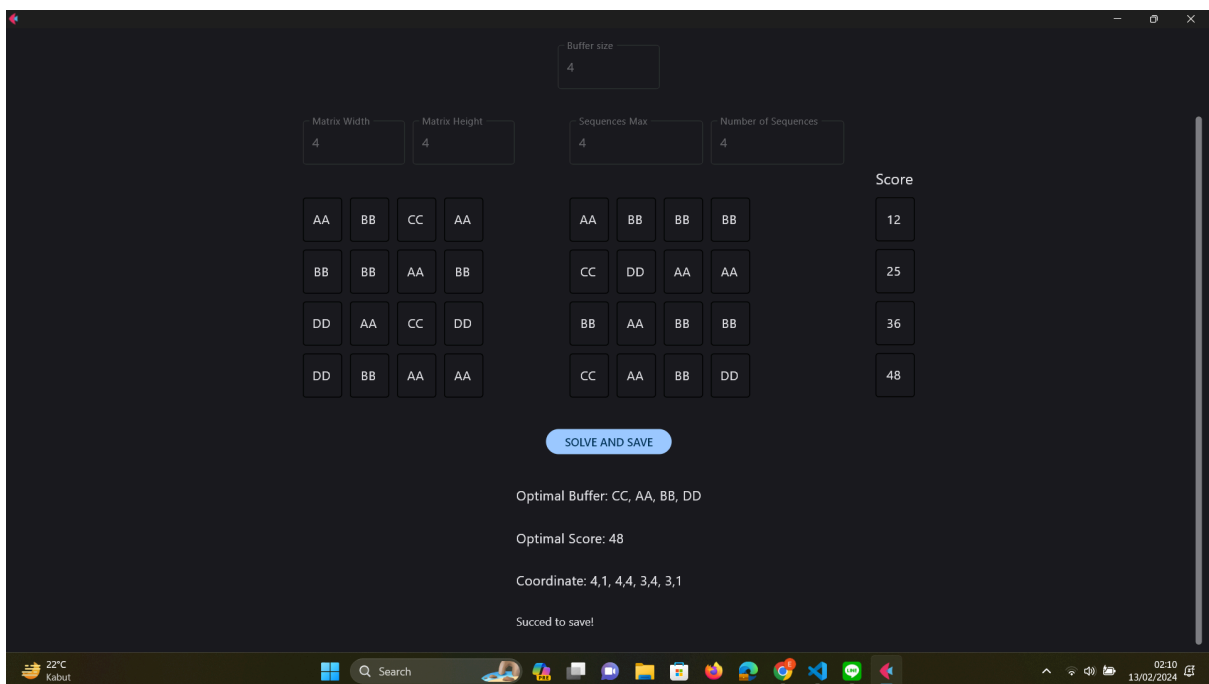 Buffer size
4
Matrix Width Matrix Height Sequences Max Number of Sequences
4 4 4 4
Score
AA BB CC AA AA BB BB BB 12
BB BB AA BB CC DD AA AA 25
DD AA CC DD BB AA BB BB 36
DD BB AA AA CC AA BB DD 48
SOLVE AND SAVE
Optimal Buffer: CC, AA, BB, DD
Optimal Score: 48
Coordinate: 4,1, 4,4, 3,4, 3,1
Succed to save!
22°C
Kabut
Search
PRE
LINE
02:10
13/02/2024